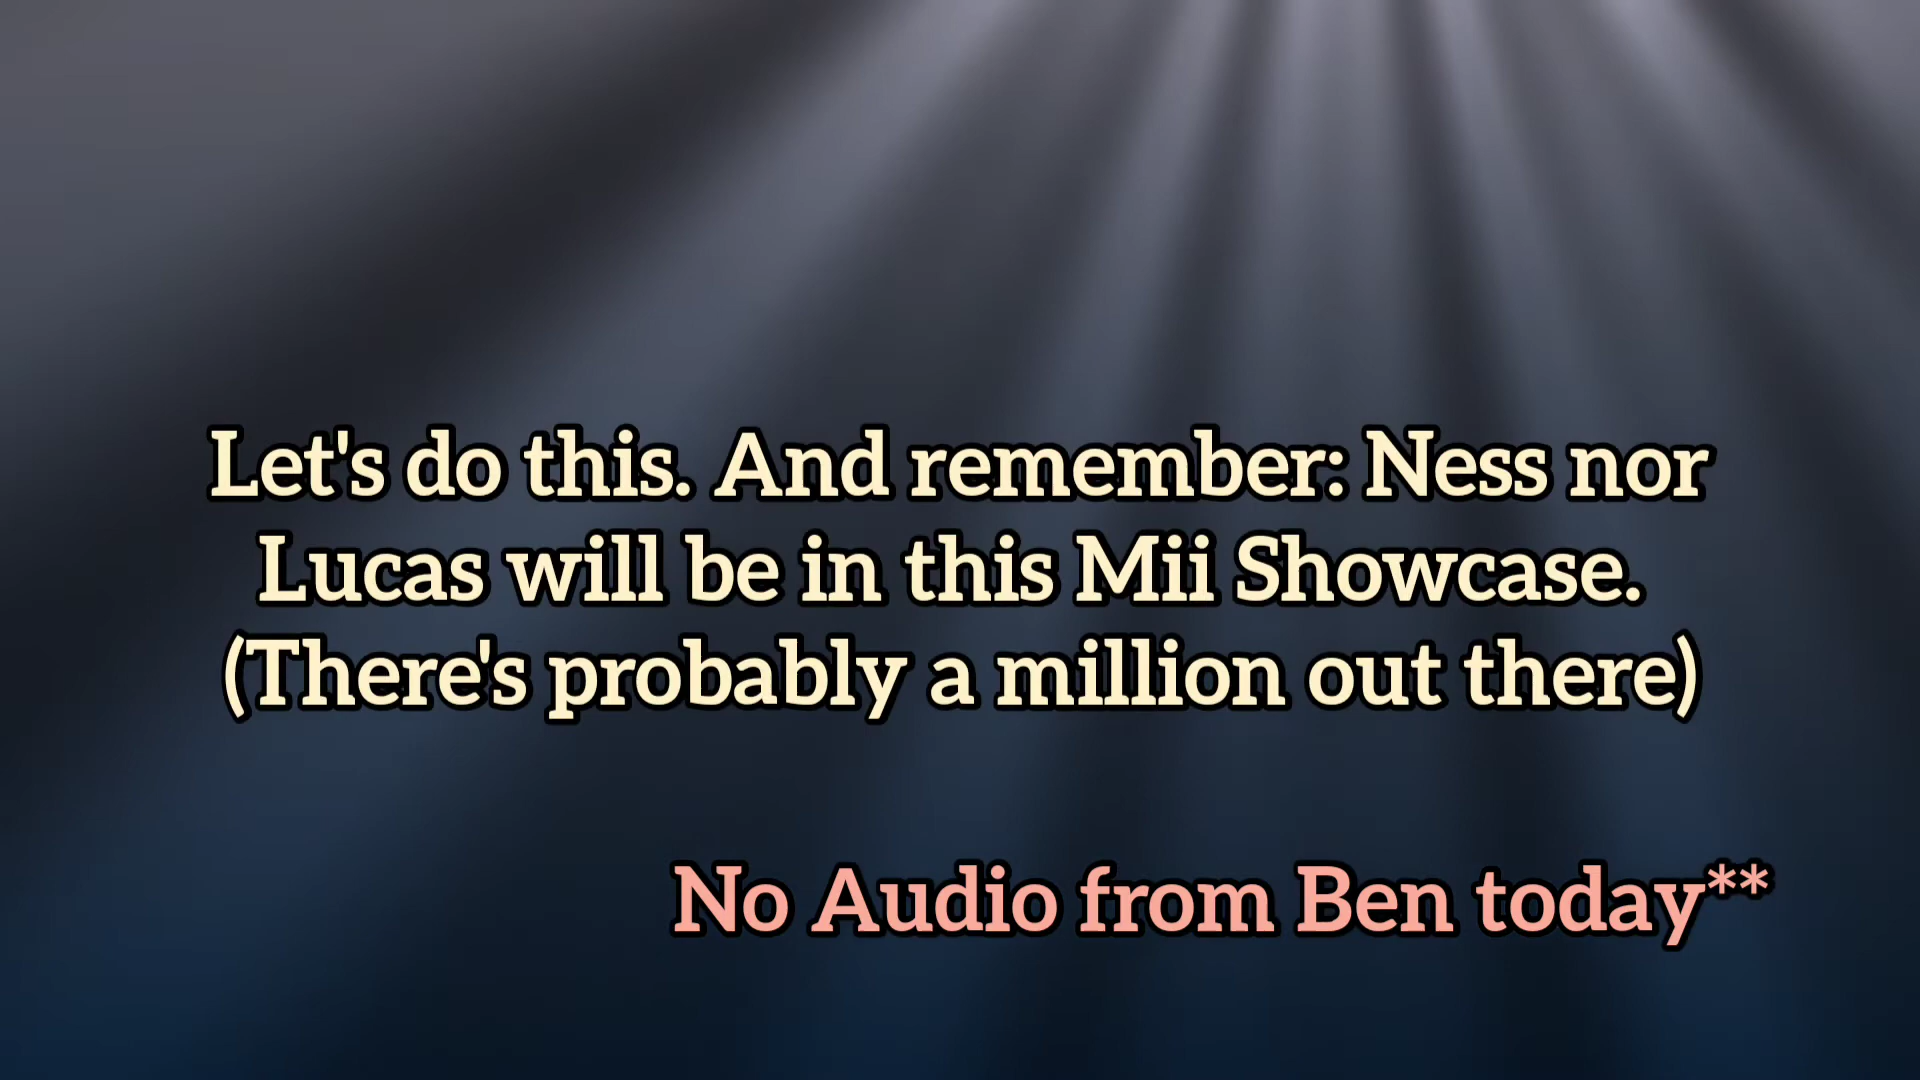 Let's do this. And remember: Ness nor
Lucas will be in this Mii Showcase.
(There's probably a million out there)
No Audio from Ben today**